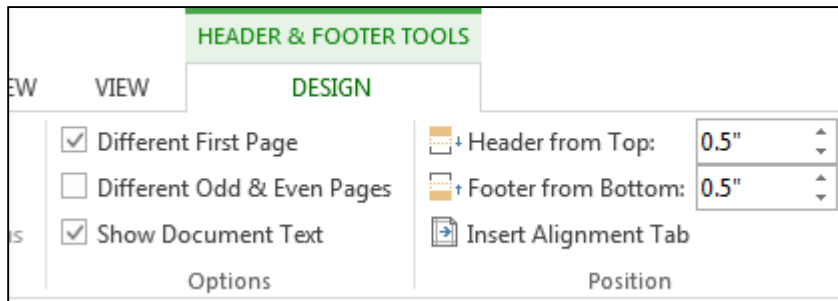 HEADER & FOOTER TOOLS
EW VIEW DESIGN
Different First Page
Different Odd & Even Pages
Show Document Text
Options
Header from Top: 0.5"
Footer from Bottom: 0.5"
Insert Alignment Tab
Position